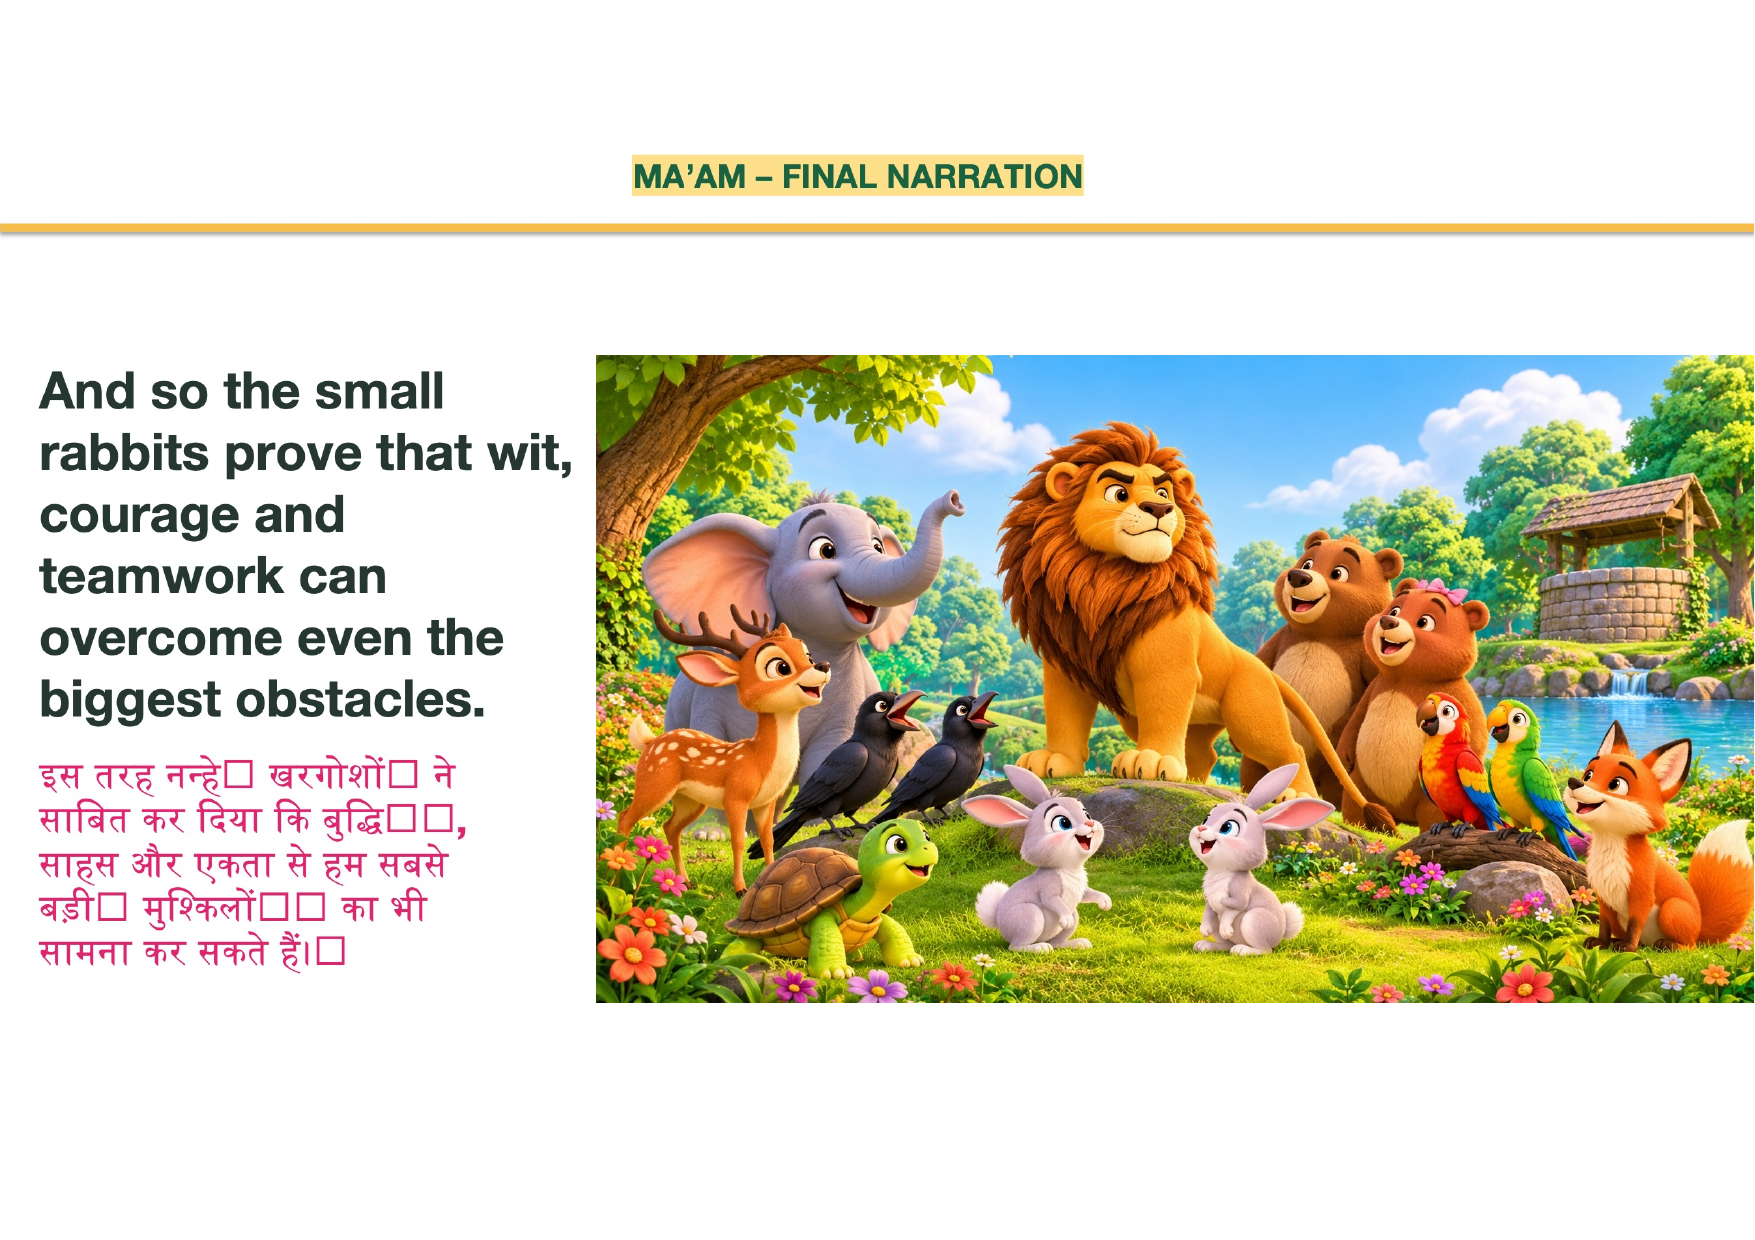 MA’AM – FINAL NARRATION
And so the small
rabbits prove that wit,
courage and
teamwork can
overcome even the
biggest obstacles.
इस तरह नन्हे□ खरगोशों□ ने
साबित कर दिया कि बुद्धि□□,
साहस और एकता से हम सबसे
बड़ी□ मुश्किलों□□ का भी
सामना कर सकते हैं।□